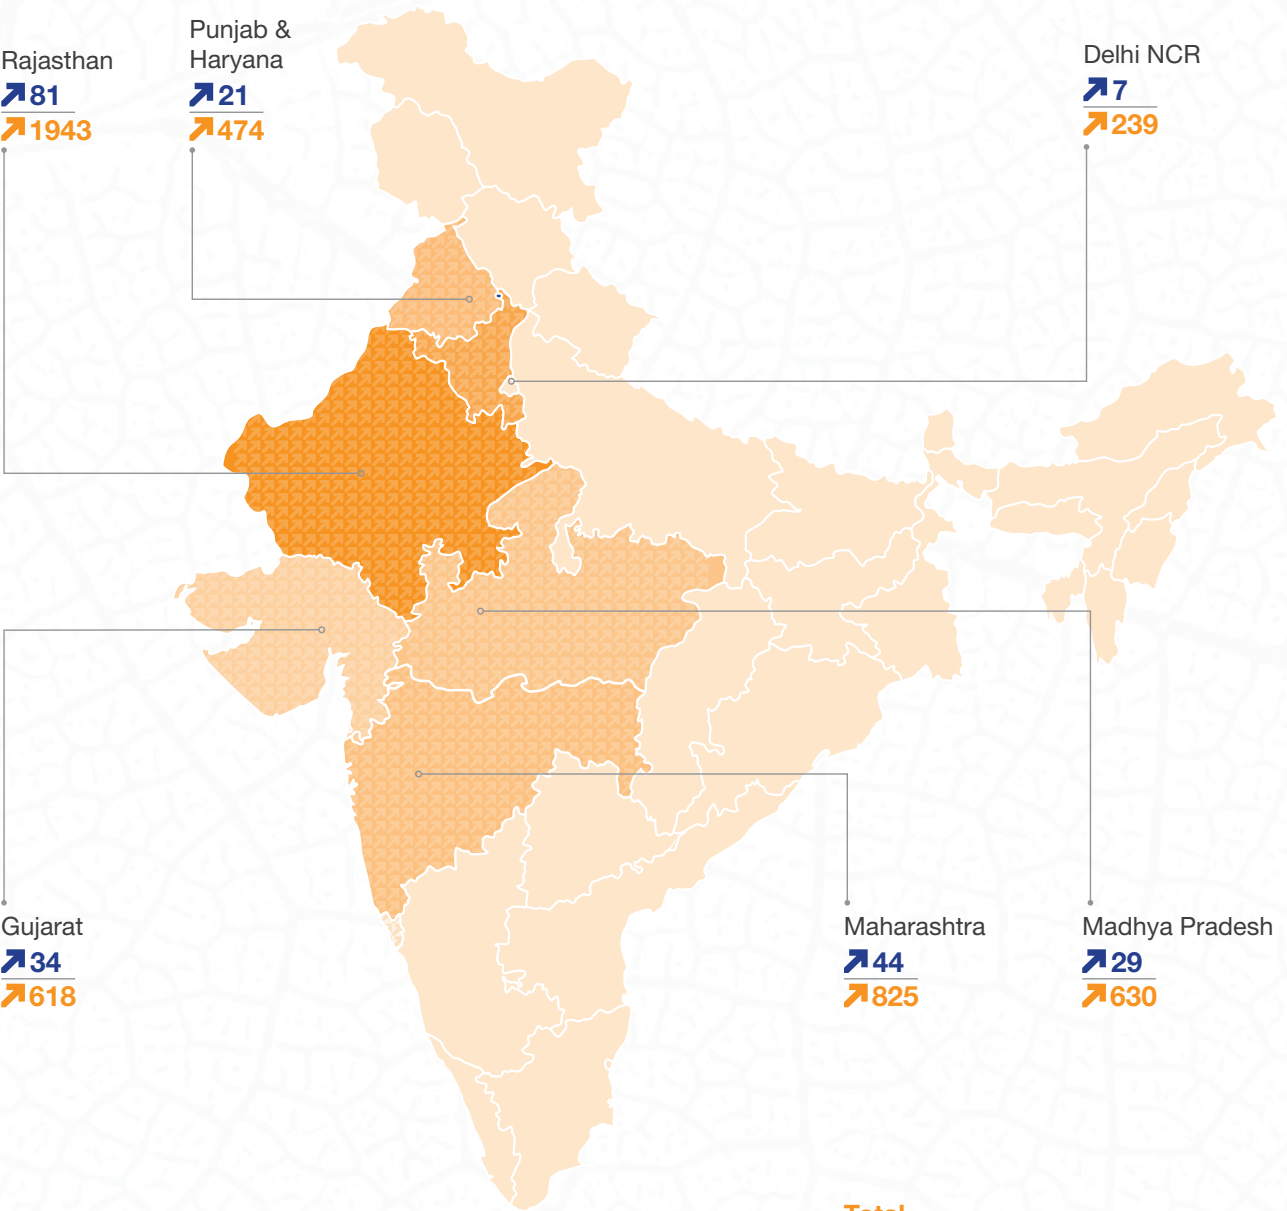 Rajasthan
81
1943
Punjab &
Haryana
21
474
Delhi NCR
7
239
Gujarat
34
618
Maharashtra
44
825
Madhya Pradesh
29
630
Total